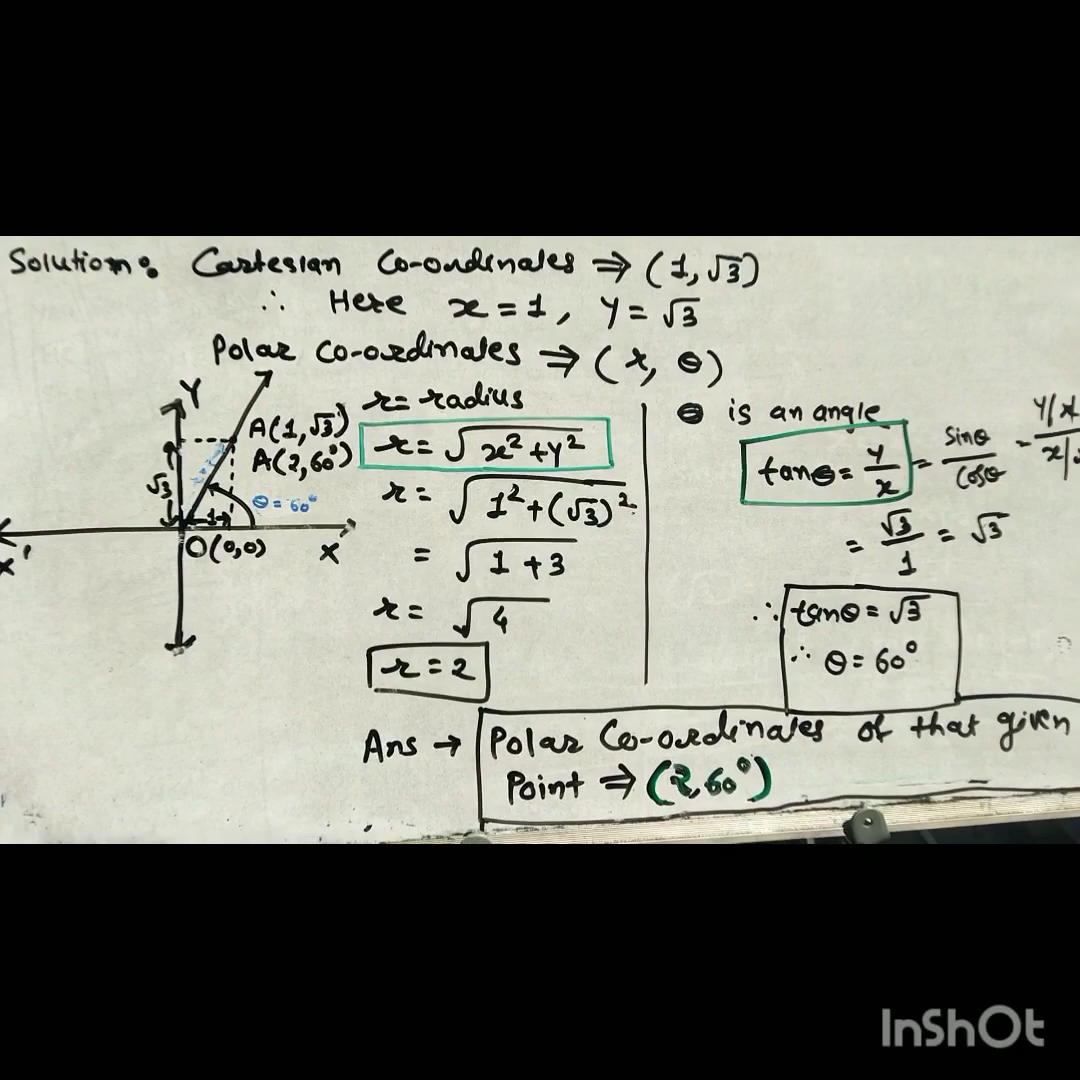 Solution: Cartesian Co-ordinates ⇒ (1, √3)
∴ Here x = 1, Y = √3
Polar co-ordinates ⇒ (r, θ)
Y
A(1, √3)
A(2, 60°)
√3
θ = 60°
1
X'
O(0,0)
X
r = radius
r = √x² + y²
r = √1² + (√3)²
= √1 + 3
r = √4
r = 2
θ is an angle
tanθ = y/x = sinθ/cosθ = Y/r
= √3/1 = √3
∴ tanθ = √3
∴ θ = 60°
Ans → Polar Co-ordinates of that given
Point ⇒ (2, 60°)
InShOt